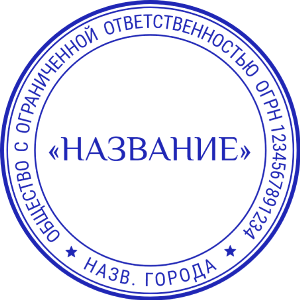 ОБЩЕСТВО С ОГРАНИЧЕННОЙ ОТВЕТСТВЕННОСТЬЮ ОГРН 1234567891234
«НАЗВАНИЕ»
★ НАЗВ. ГОРОДА ★